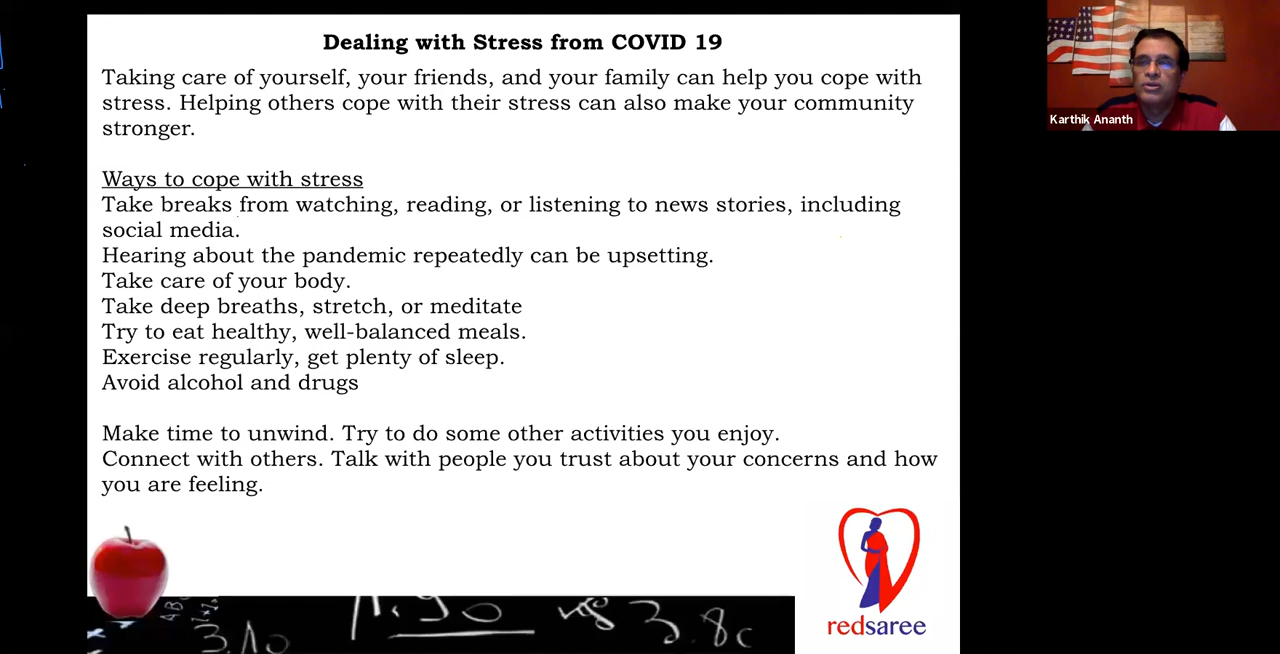 Dealing with Stress from COVID 19
Taking care of yourself, your friends, and your family can help you cope with
stress. Helping others cope with their stress can also make your community
stronger.
Ways to cope with stress
Take breaks from watching, reading, or listening to news stories, including
social media.
Hearing about the pandemic repeatedly can be upsetting.
Take care of your body.
Take deep breaths, stretch, or meditate
Try to eat healthy, well-balanced meals.
Exercise regularly, get plenty of sleep.
Avoid alcohol and drugs
Make time to unwind. Try to do some other activities you enjoy.
Connect with others. Talk with people you trust about your concerns and how
you are feeling.
redsaree
Karthik Ananth